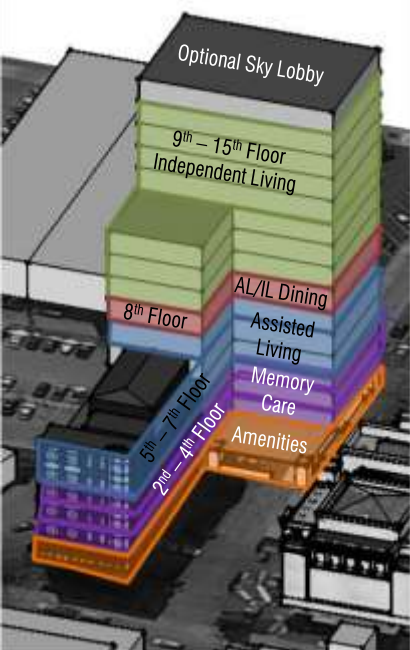 Optional Sky Lobby
9th – 15th Floor
Independent Living
AL/IL Dining
8th Floor
Assisted
Living
5th – 7th Floor
Memory
Care
2nd – 4th Floor
Amenities